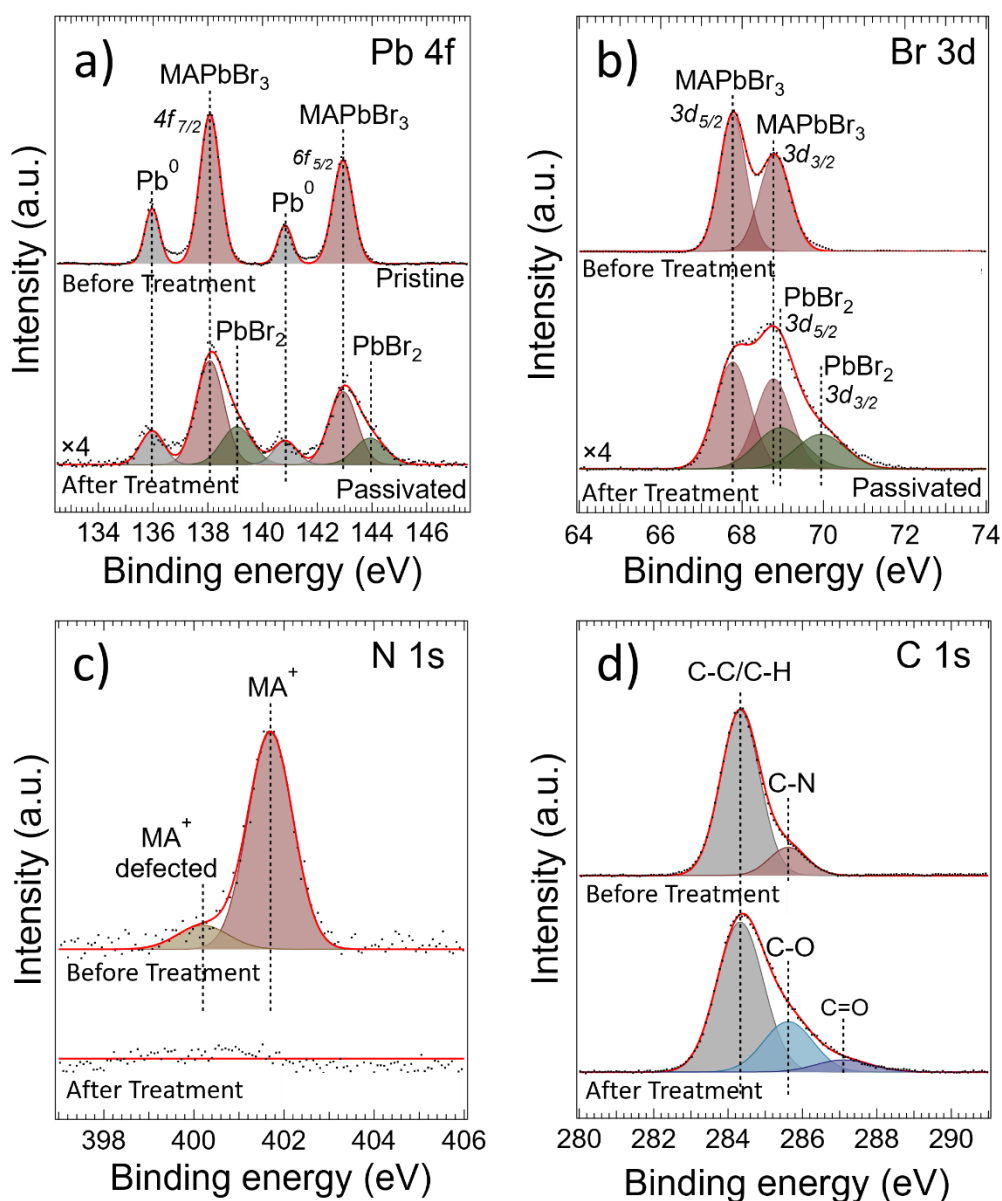 a)
Pb 4f
MAPbBr₃
4f₇/₂
MAPbBr₃
6f₅/₂
Pb⁰
Pb⁰
Before Treatment
Pristine
PbBr₂
PbBr₂
×4
After Treatment
Passivated
134 136 138 140 142 144 146
Binding energy (eV)
Intensity (a.u.)
b)
Br 3d
MAPbBr₃
3d₅/₂
MAPbBr₃
3d₃/₂
Before Treatment
PbBr₂
3d₅/₂
PbBr₂
3d₃/₂
×4
After Treatment
Passivated
64 66 68 70 72 74
Binding energy (eV)
Intensity (a.u.)
c)
N 1s
MA⁺
MA⁺
defected
Before Treatment
After Treatment
398 400 402 404 406
Binding energy (eV)
Intensity (a.u.)
d)
C 1s
C-C/C-H
C-N
Before Treatment
C-O
C=O
After Treatment
280 282 284 286 288 290
Binding energy (eV)
Intensity (a.u.)